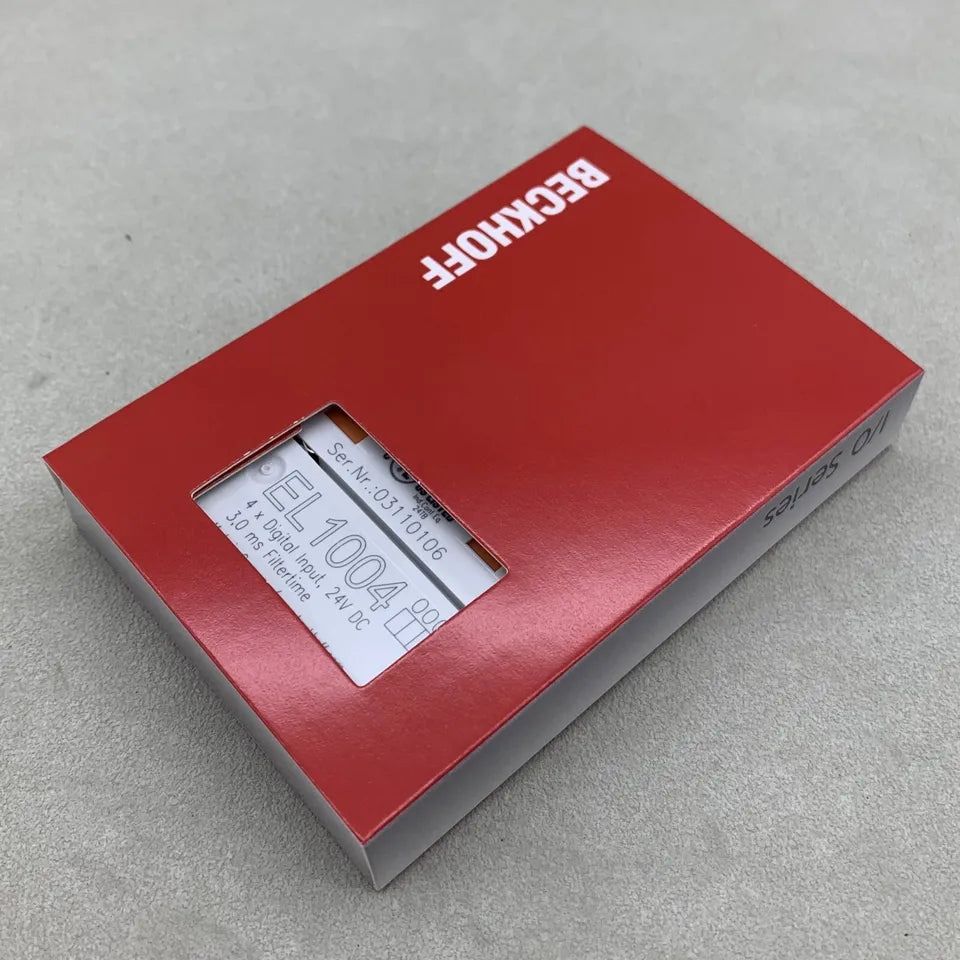 BECKHOFF
I/O Series
Ser.Nr.:03110106
EL1004
4 x Digital Input, 24V DC
3,0 ms Filtertime